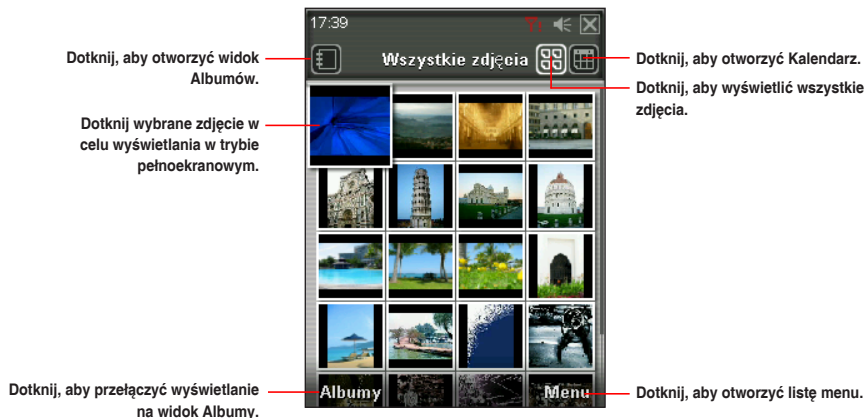 17:39
Wszystkie zdjęcia
Dotknij, aby otworzyć widok
Albumów.
Dotknij wybrane zdjęcie w
celu wyświetlania w trybie
pełnoekranowym.
Dotknij, aby otworzyć Kalendarz.
Dotknij, aby wyświetlić wszystkie
zdjęcia.
Albumy
Menu
Dotknij, aby przełączyć wyświetlanie
na widok Albumy.
Dotknij, aby otworzyć listę menu.